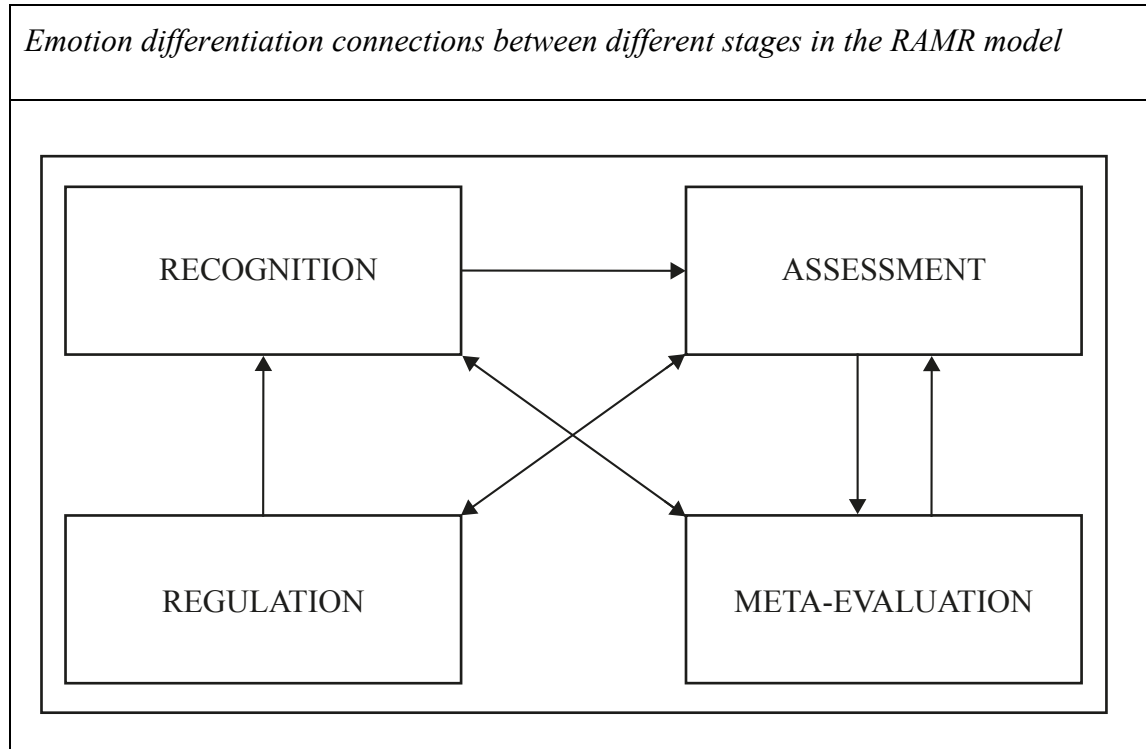 Emotion differentiation connections between different stages in the RAMR model
RECOGNITION
ASSESSMENT
REGULATION
META-EVALUATION